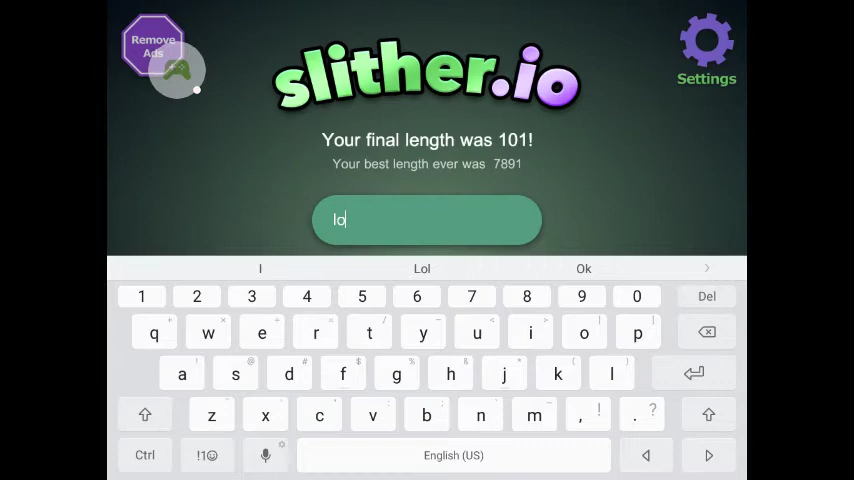 Remove
Ads
slither.io
Settings
Your final length was 101!
Your best length ever was 7891
lo
I Lol Ok
1 2 3 4 5 6 7 8 9 0 Del
q w e r t y u i o p
a s d f g h j k l
z x c v b n m , ! . ?
Ctrl !1☺ English (US)